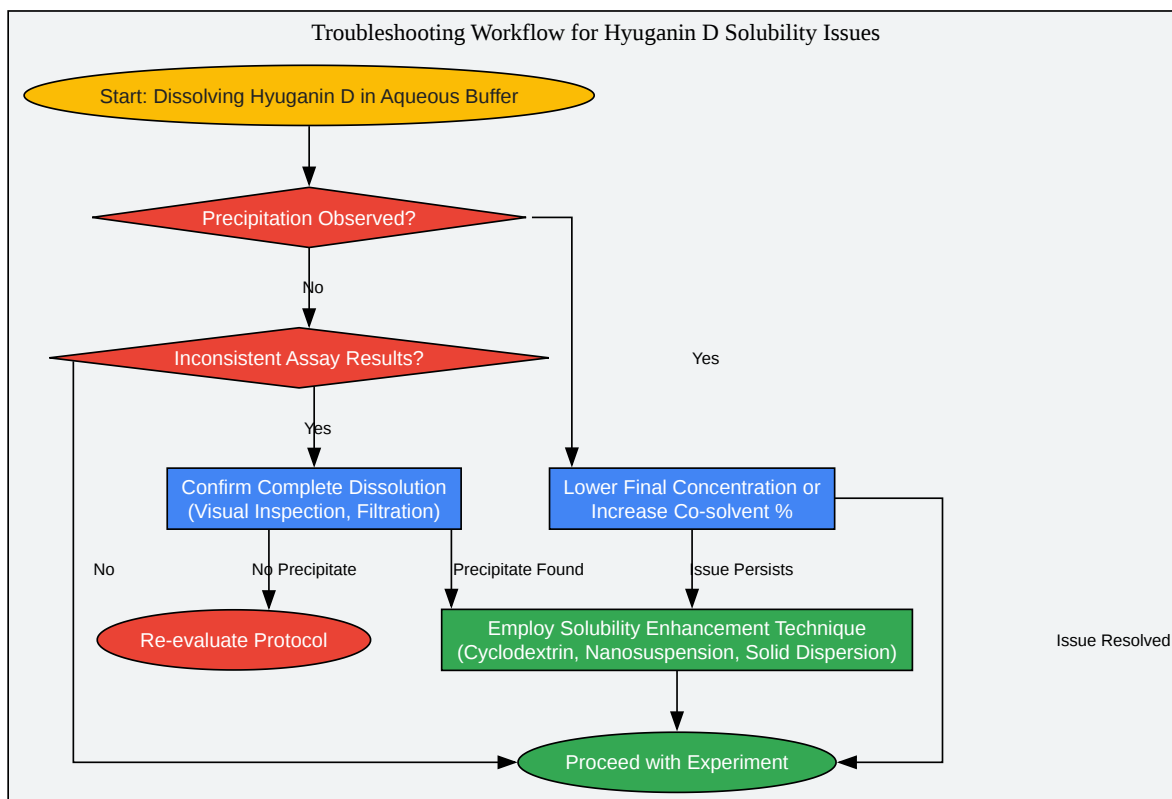 Troubleshooting Workflow for Hyuganin D Solubility Issues
Start: Dissolving Hyuganin D in Aqueous Buffer
Precipitation Observed?
No
Inconsistent Assay Results?
Yes
Yes
Confirm Complete Dissolution
(Visual Inspection, Filtration)
Lower Final Concentration or
Increase Co-solvent %
No
No Precipitate
Precipitate Found
Issue Persists
Re-evaluate Protocol
Employ Solubility Enhancement Technique
(Cyclodextrin, Nanosuspension, Solid Dispersion)
Issue Resolved
Proceed with Experiment